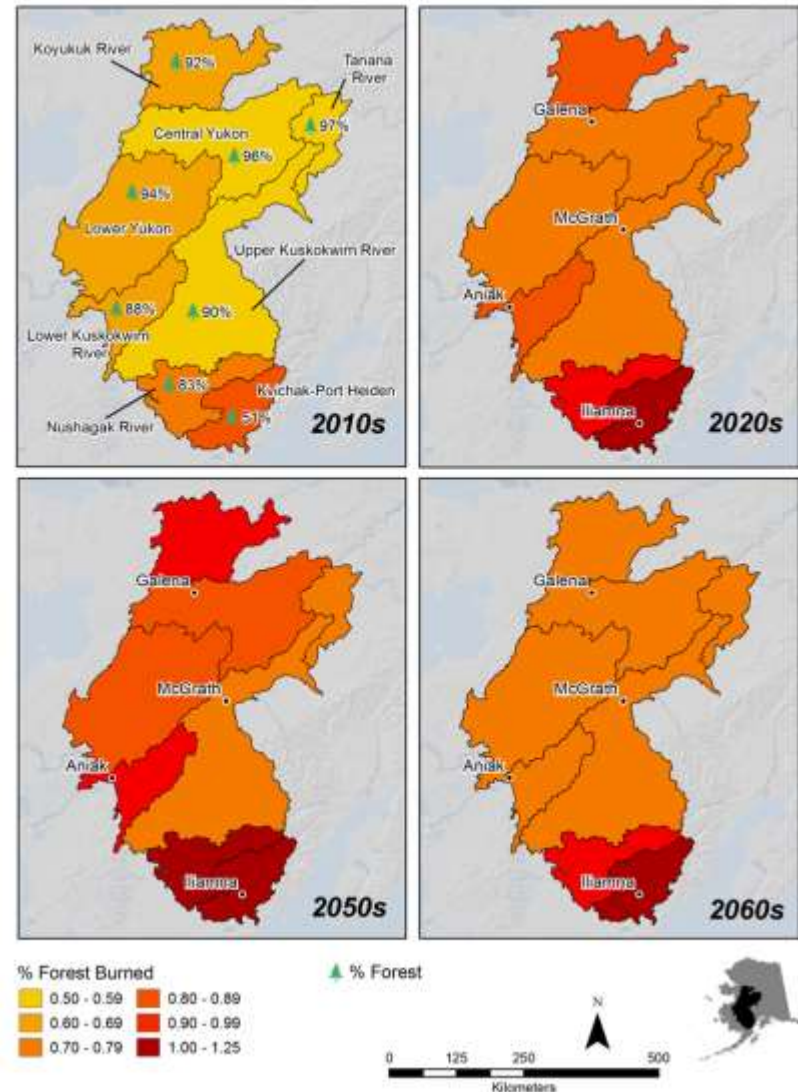 Koyukuk River
92%
Tanana
River
97%
Central Yukon
96%
94%
Lower Yukon
Upper Kuskokwim River
88%
90%
Lower Kuskokwim
River
83%
Kvichak-Port Heiden
51%
Nushagak River
2010s
Galena
McGrath
Aniak
Iliamna
2020s
Galena
McGrath
Aniak
Iliamna
2050s
Galena
McGrath
Aniak
Iliamna
2060s
% Forest Burned
0.50 - 0.59
0.60 - 0.69
0.70 - 0.79
0.80 - 0.89
0.90 - 0.99
1.00 - 1.25
% Forest
N
0 125 250 500
Kilometers